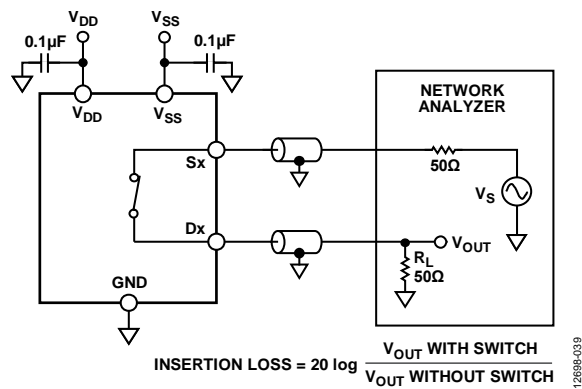 VDD
VSS
0.1µF
0.1µF
VDD
VSS
NETWORK
ANALYZER
Sx
50Ω
VS
Dx
VOUT
RL
50Ω
GND
INSERTION LOSS = 20 log
VOUT WITH SWITCH
VOUT WITHOUT SWITCH
12698-039